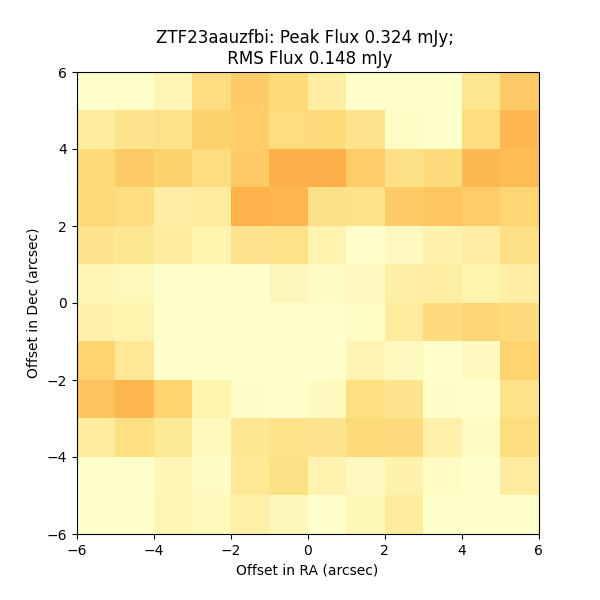 ZTF23aauzfbi: Peak Flux 0.324 mJy;
RMS Flux 0.148 mJy
6
4
2
0
−2
−4
−6
Offset in Dec (arcsec)
−6 −4 −2 0 2 4 6
Offset in RA (arcsec)